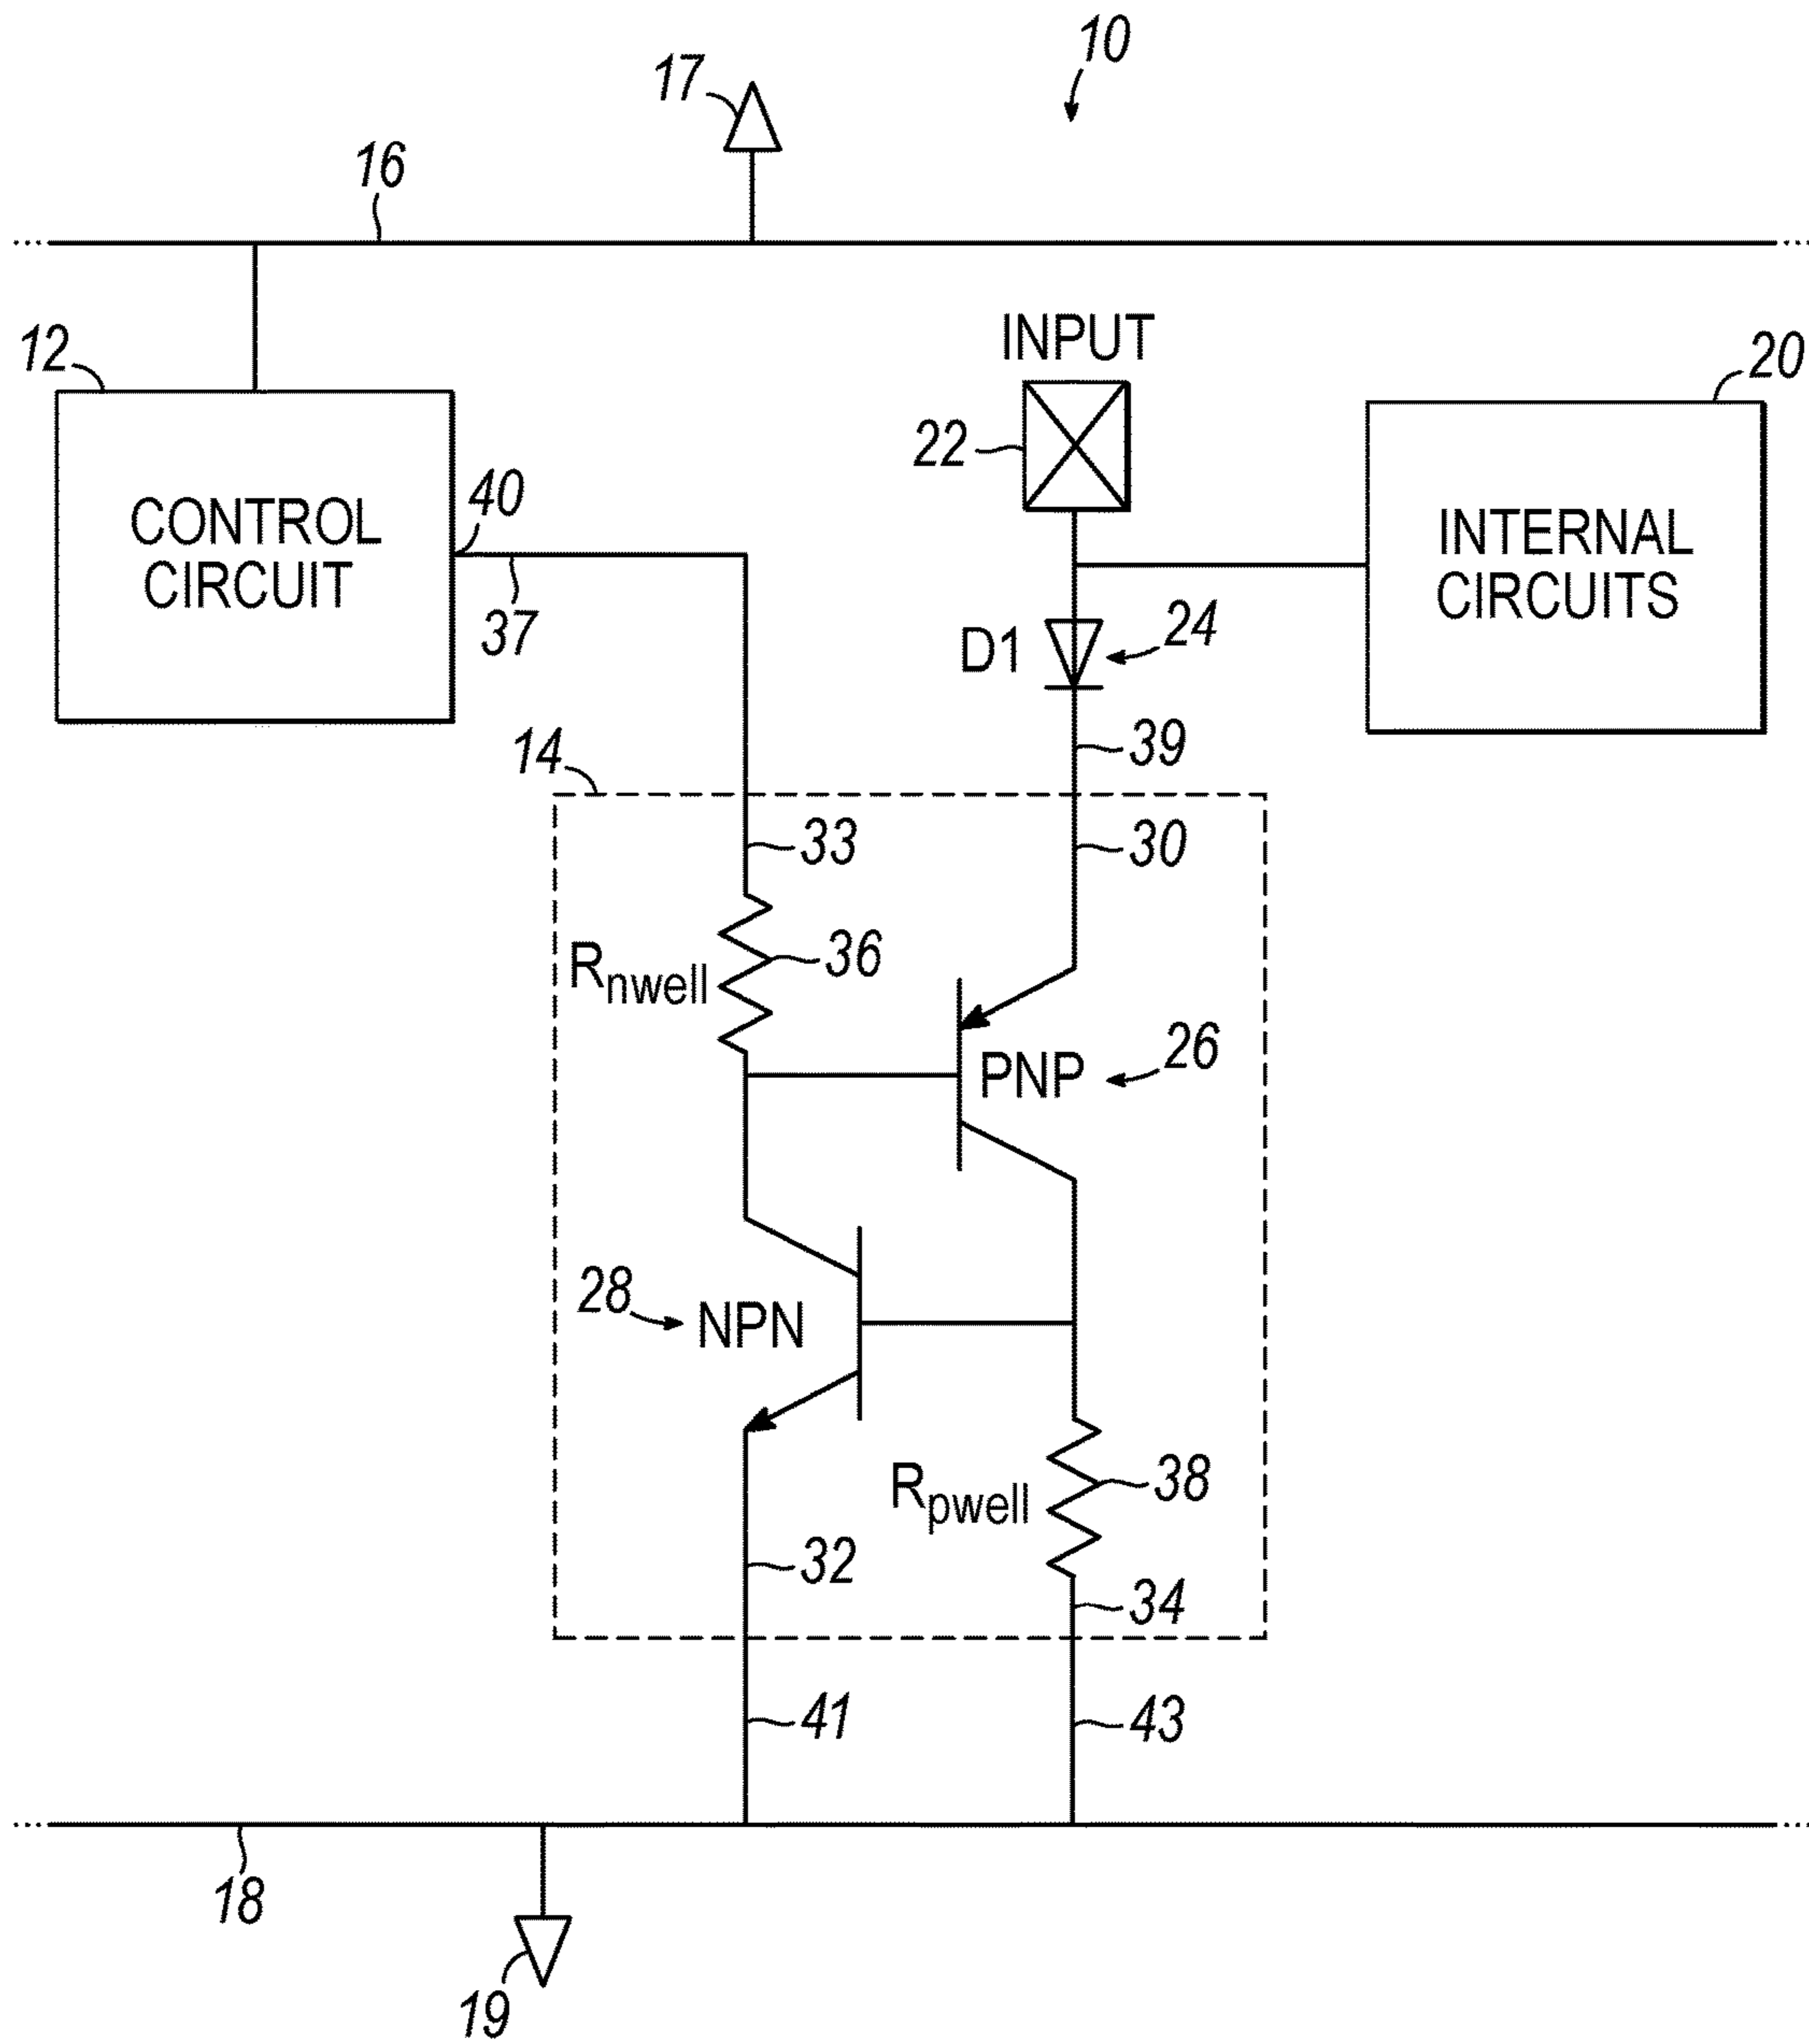 10
17
16
12
CONTROL
CIRCUIT
40
37
INPUT
22
20
INTERNAL
CIRCUITS
D1
24
39
14
33
30
Rnwell
36
PNP
26
28
NPN
Rpwell
38
32
34
41
43
18
19